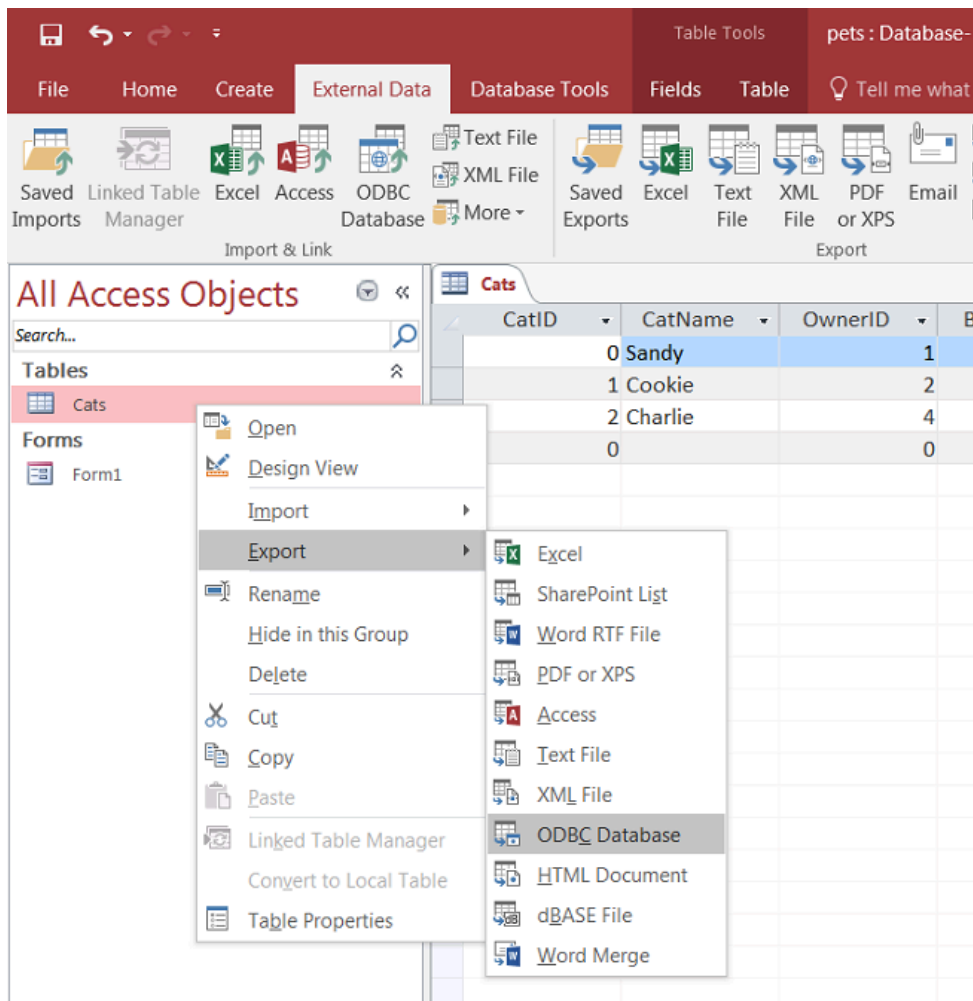 Table Tools
pets : Database-
File Home Create External Data Database Tools Fields Table Tell me what
Saved Imports
Linked Table Manager
Excel
Access
ODBC Database
Text File
XML File
More
Import & Link
Saved Exports
Excel
Text File
XML File
PDF or XPS
Email
Export
All Access Objects
Search...
Tables
Cats
Forms
Form1
Cats
CatID CatName OwnerID B
0 Sandy 1
1 Cookie 2
2 Charlie 4
0 0
Open
Design View
Import
Export
Rename
Hide in this Group
Delete
Cut
Copy
Paste
Linked Table Manager
Convert to Local Table
Table Properties
Excel
SharePoint List
Word RTF File
PDF or XPS
Access
Text File
XML File
ODBC Database
HTML Document
dBASE File
Word Merge